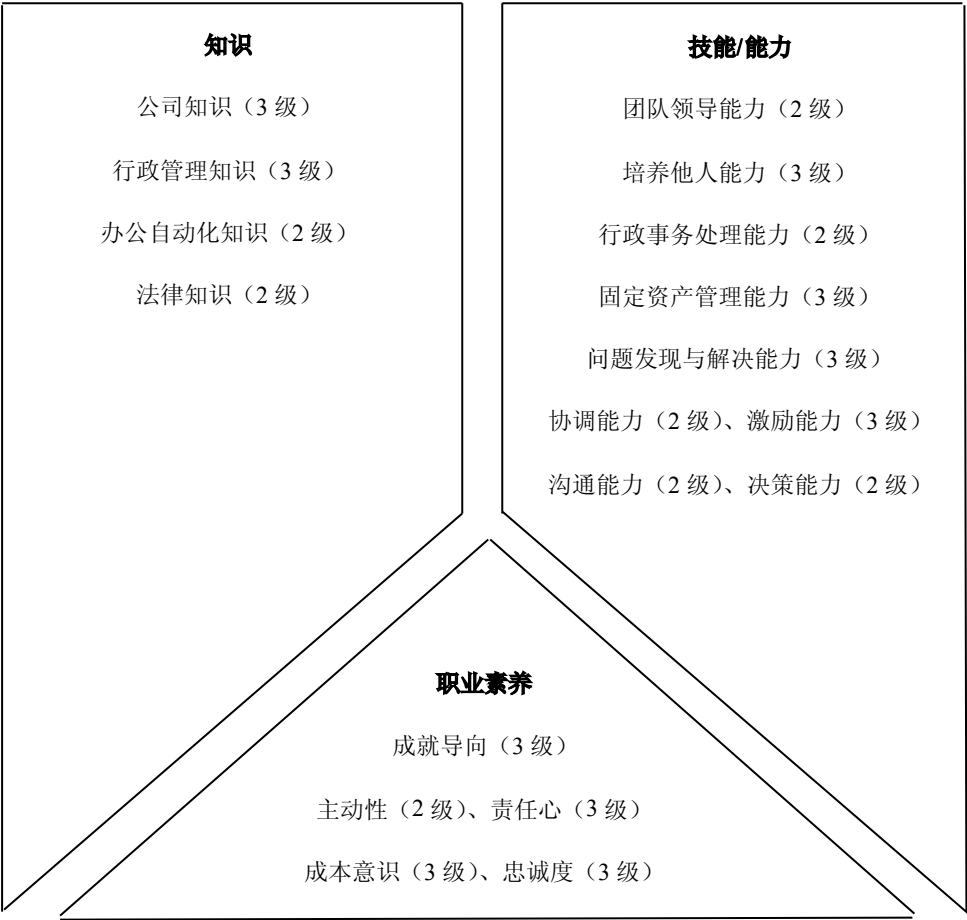 知识
公司知识（3 级）
行政管理知识（3 级）
办公自动化知识（2 级）
法律知识（2 级）
技能/能力
团队领导能力（2 级）
培养他人能力（3 级）
行政事务处理能力（2 级）
固定资产管理能力（3 级）
问题发现与解决能力（3 级）
协调能力（2 级）、激励能力（3 级）
沟通能力（2 级）、决策能力（2 级）
职业素养
成就导向（3 级）
主动性（2 级）、责任心（3 级）
成本意识（3 级）、忠诚度（3 级）